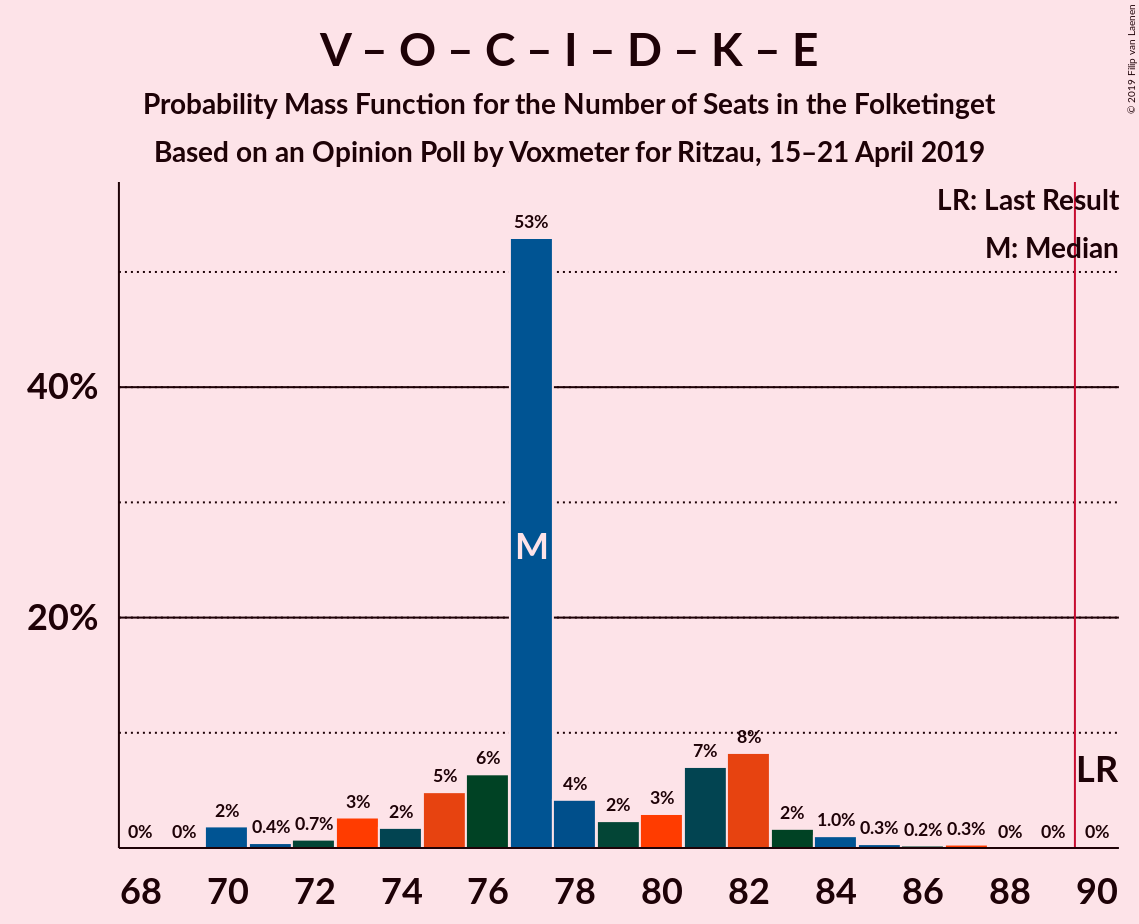 V – O – C – I – D – K – E
Probability Mass Function for the Number of Seats in the Folketinget
Based on an Opinion Poll by Voxmeter for Ritzau, 15–21 April 2019
© 2019 Filip van Laenen
LR: Last Result
M: Median
53%
40%
M
20%
8%
7%
6%
5%
4%
3%
3%
2%
2%
2%
2%
1.0%
0.7%
0.4%
0.3%
0.2%
0.3%
0%
0%
0%
0%
0%
LR
68 70 72 74 76 78 80 82 84 86 88 90